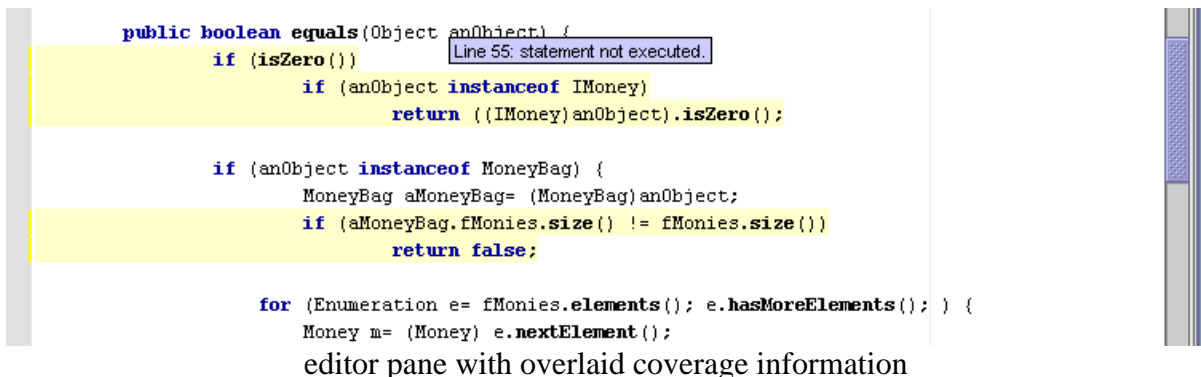 public boolean equals(Object anObject) {
Line 55: statement not executed.
if (isZero())
if (anObject instanceof IMoney)
return ((IMoney)anObject).isZero();
if (anObject instanceof MoneyBag) {
MoneyBag aMoneyBag= (MoneyBag)anObject;
if (aMoneyBag.fMonies.size() != fMonies.size())
return false;
for (Enumeration e= fMonies.elements(); e.hasMoreElements(); ) {
Money m= (Money) e.nextElement();
editor pane with overlaid coverage information